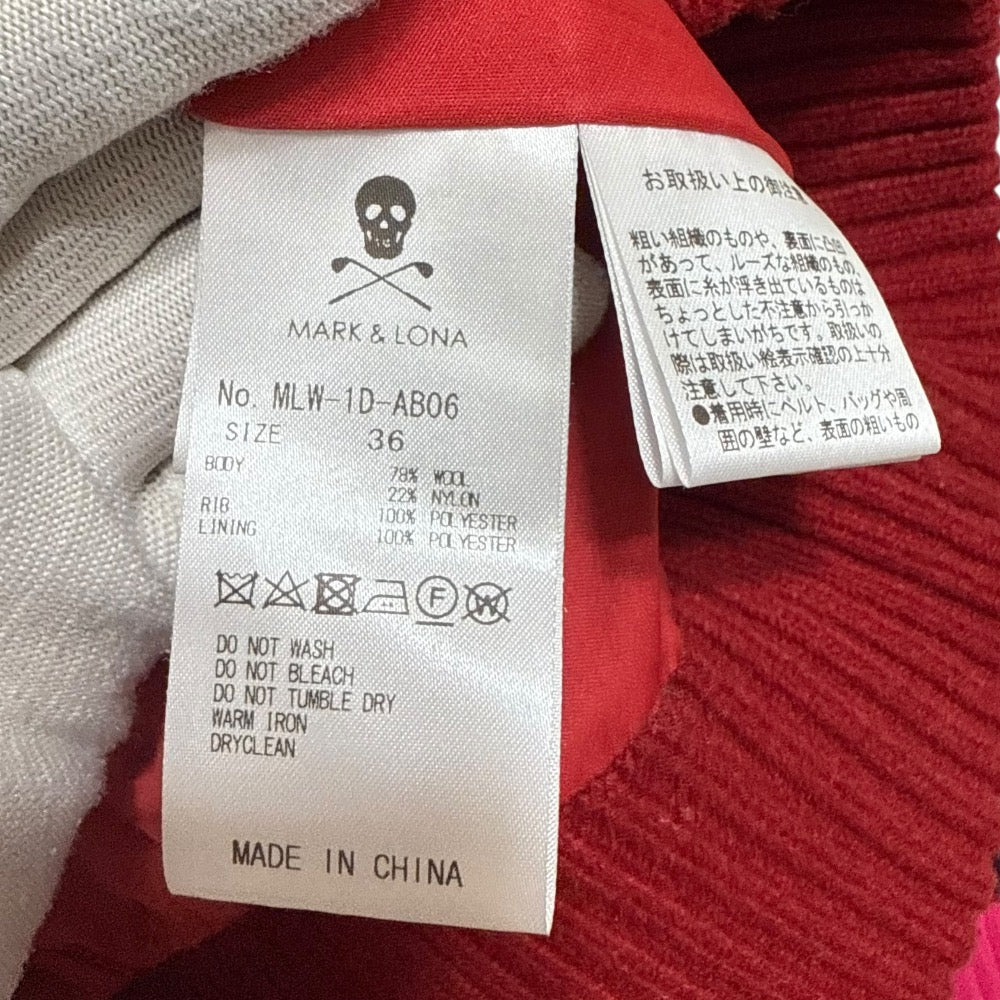 MARK & LONA
No. MLW-1D-AB06
SIZE 36
BODY 78% WOOL
22% NYLON
RIB 100% POLYESTER
LINING 100% POLYESTER
F
W
DO NOT WASH
DO NOT BLEACH
DO NOT TUMBLE DRY
WARM IRON
DRYCLEAN
MADE IN CHINA
お取扱い上の御注意
粗い組織のものや、裏面に凸凹
があって、ルーズな組織のもの、
表面に糸が浮き出ているものは
ちょっとした不注意から引っか
けてしまいがちです。取扱いの
際は取扱い絵表示確認の上十分
注意して下さい。
●着用時にベルト、バッグや周
囲の壁など、表面の粗いもの